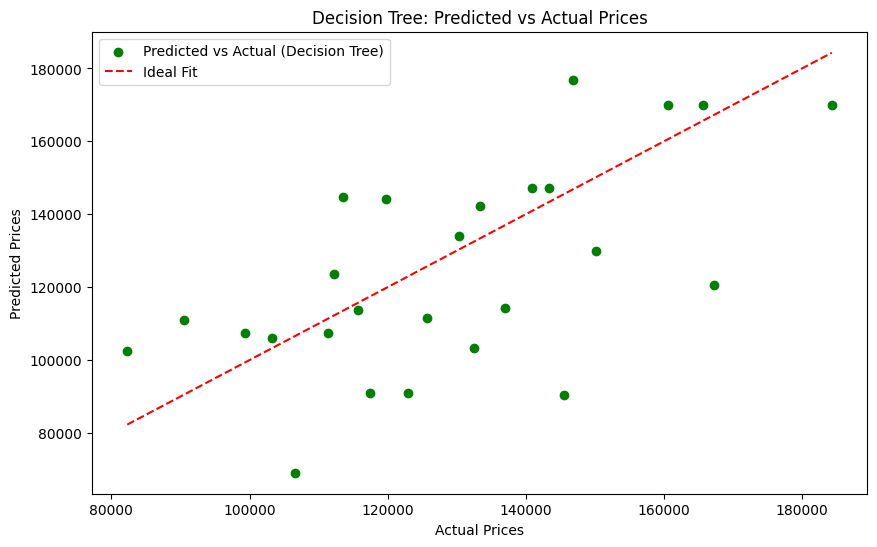 Decision Tree: Predicted vs Actual Prices
Predicted vs Actual (Decision Tree)
Ideal Fit
Predicted Prices
180000
160000
140000
120000
100000
80000
80000
100000
120000
140000
160000
180000
Actual Prices